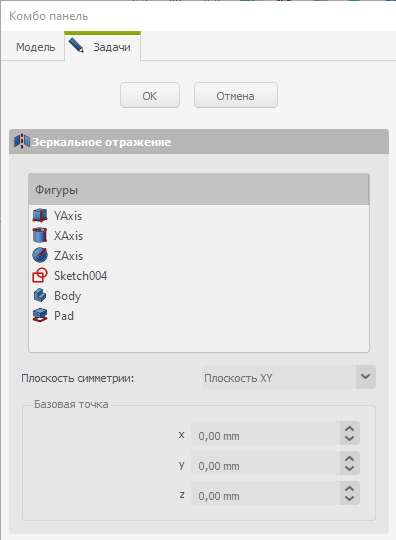 Комбо панель
Модель
Задачи
OK
Отмена
Зеркальное отражение
Фигуры
YAxis
XAxis
ZAxis
Sketch004
Body
Pad
Плоскость симметрии:
Плоскость XY
Базовая точка
x
0,00 mm
y
0,00 mm
z
0,00 mm